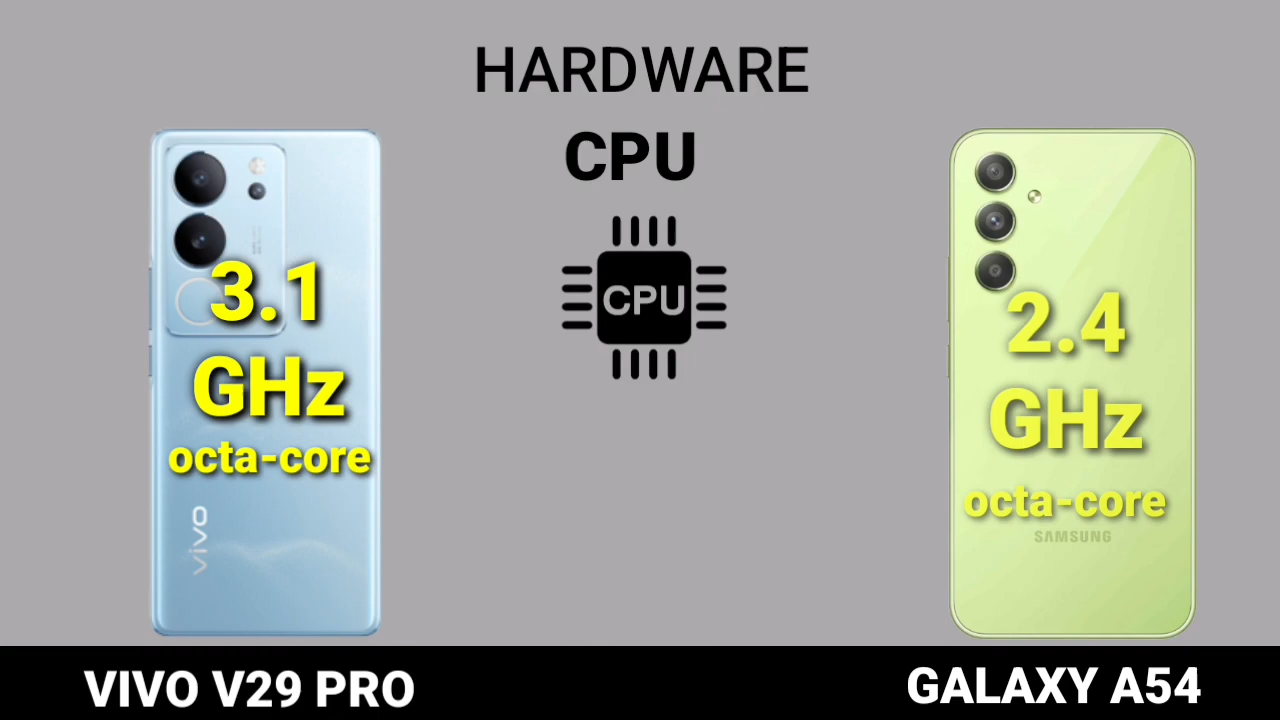 HARDWARE
CPU
CPU
3.1
GHz
octa-core
vivo
VIVO V29 PRO
2.4
GHz
octa-core
SAMSUNG
GALAXY A54